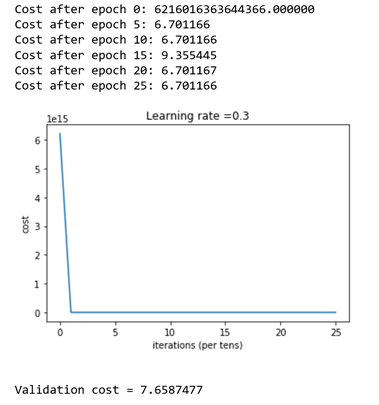 Cost after epoch 0: 6216016363644366.000000
Cost after epoch 5: 6.701166
Cost after epoch 10: 6.701166
Cost after epoch 15: 9.355445
Cost after epoch 20: 6.701167
Cost after epoch 25: 6.701166
Learning rate =0.3
1e15
6
5
4
3
2
1
0
cost
0 5 10 15 20 25
iterations (per tens)
Validation cost = 7.6587477